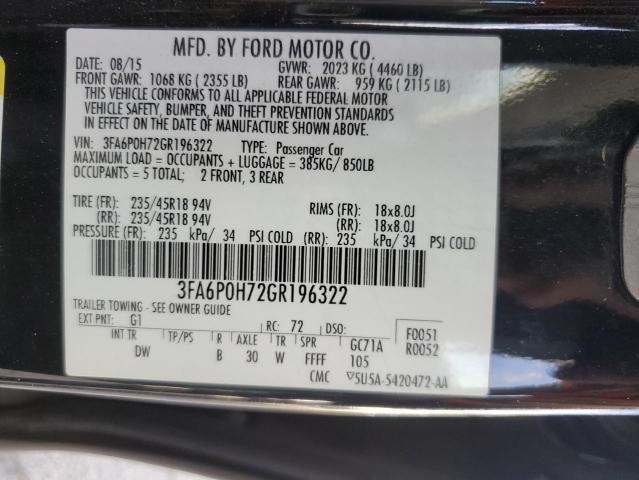 MFD. BY FORD MOTOR CO.
DATE: 08/15 GVWR: 2023 KG ( 4460 LB)
FRONT GAWR: 1068 KG ( 2355 LB) REAR GAWR: 959 KG ( 2115 LB)
THIS VEHICLE CONFORMS TO ALL APPLICABLE FEDERAL MOTOR
VEHICLE SAFETY, BUMPER, AND THEFT PREVENTION STANDARDS
IN EFFECT ON THE DATE OF MANUFACTURE SHOWN ABOVE.
VIN: 3FA6P0H72GR196322 TYPE: Passenger Car
MAXIMUM LOAD = OCCUPANTS + LUGGAGE = 385KG/ 850LB
OCCUPANTS = 5 TOTAL; 2 FRONT, 3 REAR
TIRE (FR): 235/45R18 94V RIMS (FR): 18x8.0J
(RR): 235/45R18 94V (RR): 18x8.0J
PRESSURE (FR): 235 kPa/ 34 PSI COLD (RR): 235 kPa/ 34 PSI COLD
3FA6P0H72GR196322
TRAILER TOWING - SEE OWNER GUIDE
EXT PNT: G1 RC: 72 DSO: F0051
INT TR TP/PS R AXLE TR SPR GC71A R0052
DW B 30 W FFFF 105
CMC 5U5A-5420472-AA